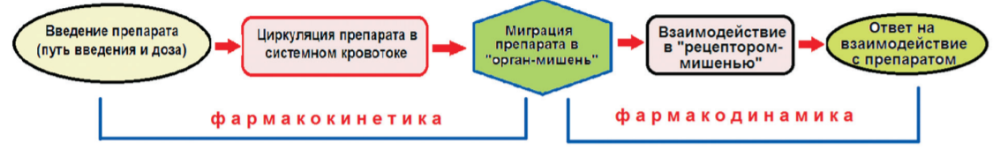 Введение препарата
(путь введения и доза)
Циркуляция препарата в
системном кровотоке
Миграция
препарата в
"орган-мишень"
Взаимодействие
в "рецептором-
мишенью"
Ответ на
взаимодействие
с препаратом
фармакокинетика
фармакодинамика